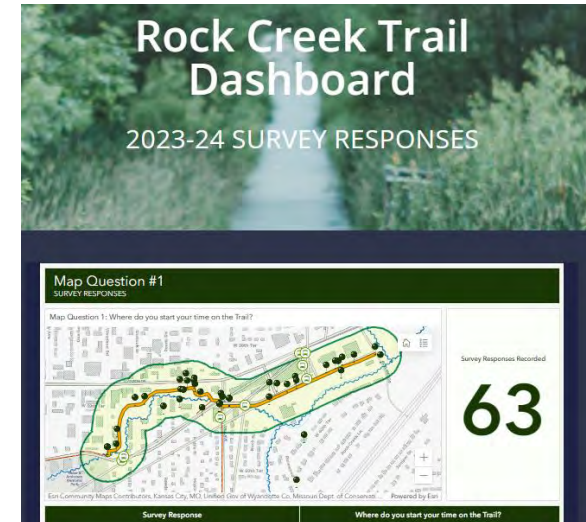 Rock Creek Trail
Dashboard
2023-24 SURVEY RESPONSES
Map Question #1
SURVEY RESPONSES
Map Question 1: Where do you start your time on the Trail?
Survey Responses Recorded
63
Esri Community Maps Contributors, Kansas City, MO, Unified Gov of Wyandotte Co, Missouri Dept. of Conservat...
Powered by Esri
Survey Response
Where do you start your time on the Trail?